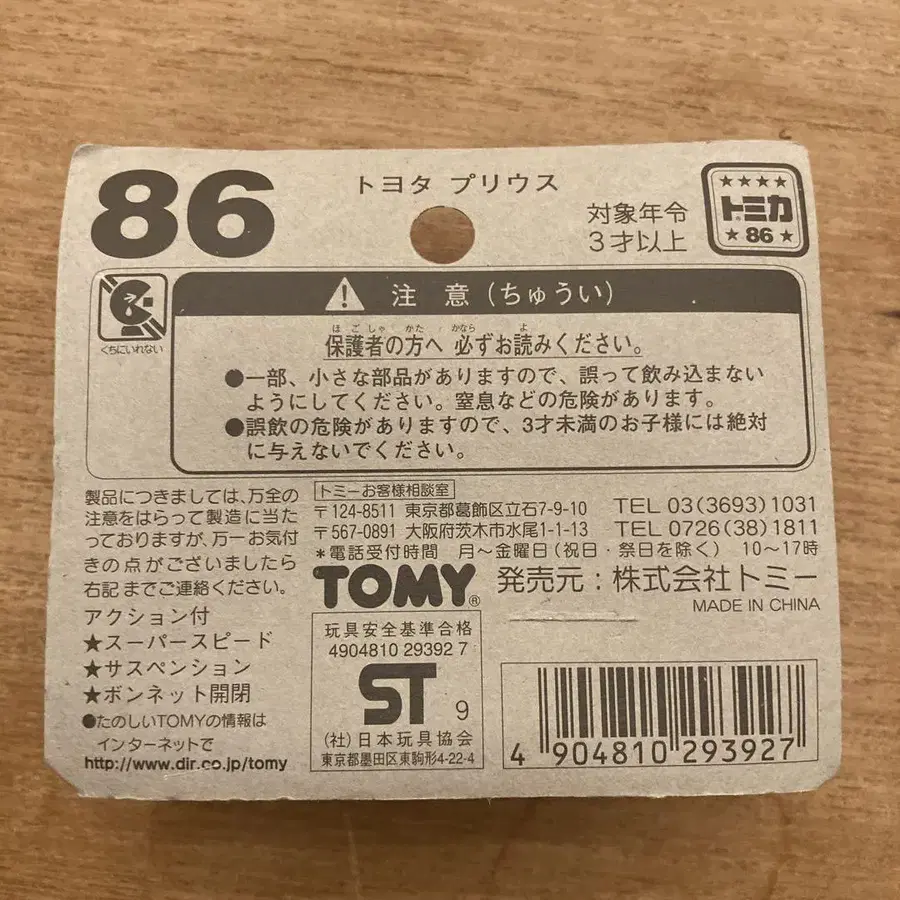 86
トヨタ プリウス
対象年令
3才以上
トミカ
★86★
くちにいれない
注 意(ちゅうい)
ほごしゃ かた かなら よ
保護者の方へ 必ずお読みください。
●一部、小さな部品がありますので、誤って飲み込まない
ようにしてください。窒息などの危険があります。
●誤飲の危険がありますので、3才未満のお子様には絶対
に与えないでください。
製品につきましては、万全の
注意をはらって製造に当た
っておりますが、万一お気付
きの点がございましたら
右記までご連絡ください。
アクション付
★スーパースピード
★サスペンション
★ボンネット開閉
●たのしいTOMYの情報は
インターネットで
http://www.dir.co.jp/tomy
トミーお客様相談室
〒124-8511 東京都葛飾区立石7-9-10 TEL 03(3693)1031
〒567-0891 大阪府茨木市水尾1-1-13 TEL 0726(38)1811
*電話受付時間 月～金曜日(祝日・祭日を除く) 10～17時
TOMY®
発売元:株式会社トミー
MADE IN CHINA
玩具安全基準合格
4904810 29392 7
ST 9
(社)日本玩具協会
東京都墨田区東駒形4-22-4
4 904810 293927